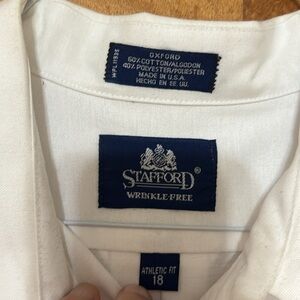 OXFORD
60% COTTON/ALGODON
40% POLYESTER/POLIESTER
MADE IN U.S.A
HECHO EN EE. UU.
STAFFORD®
WRINKLE-FREE
ATHLETIC FIT
18